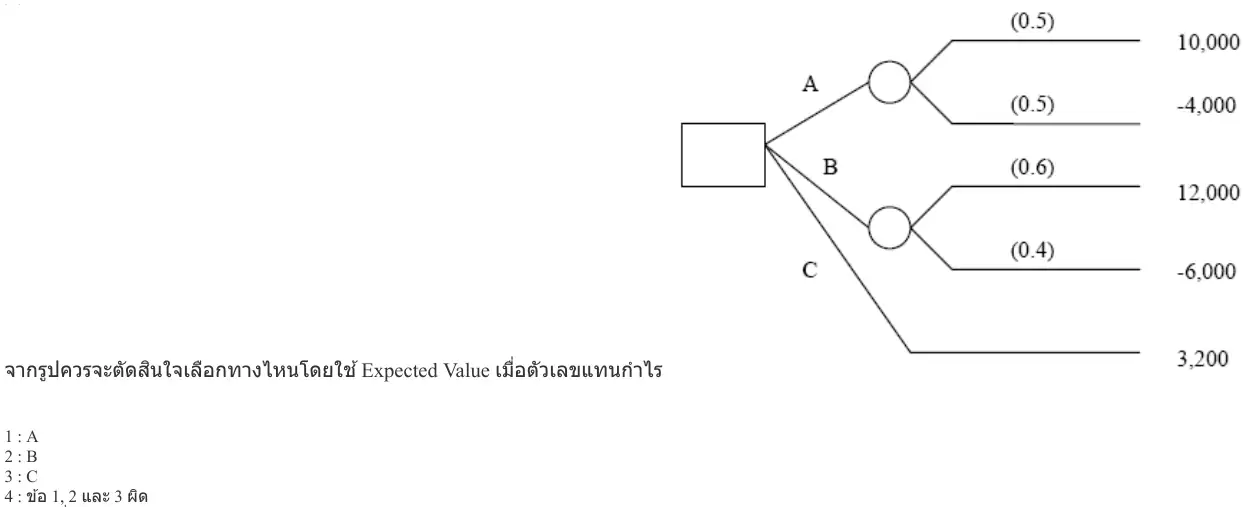 (0.5)
10,000
A
(0.5)
-4,000
B
(0.6)
12,000
C
(0.4)
-6,000
3,200
จากรูปควรจะตัดสินใจเลือกทางไหนโดยใช้ Expected Value เมื่อตัวเลขแทนกำไร
1 : A
2 : B
3 : C
4 : ข้อ 1, 2 และ 3 ผิด